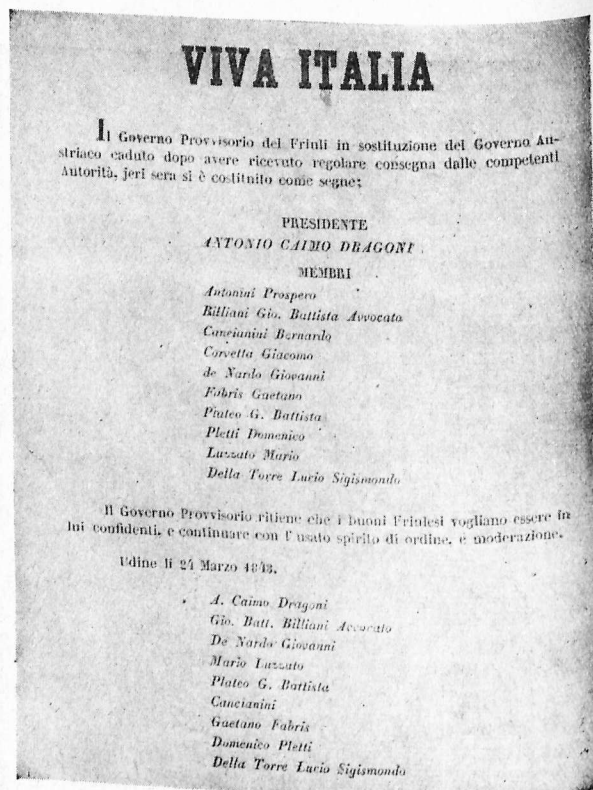 VIVA ITALIA
Il Governo Provvisorio del Friuli in sostituzione del Governo Au-
striaco caduto dopo avere ricevuto regolare consegna dalle competenti
Autorità, jeri sera si è costituito come segue:
PRESIDENTE
ANTONIO CAIMO DRAGONI
MEMBRI
Antonini Prospero
Billiani Gio. Battista Avvocato
Cancianini Bernardo
Corvetta Giacomo
de Nardo Giovanni
Fabris Gaetano
Plateo G. Battista
Pletti Domenico
Luzzato Mario
Della Torre Lucio Sigismondo
Il Governo Provvisorio ritiene che i buoni Friulesi vogliano essere in
lui confidenti, e continuare con l'usato spirito di ordine, e moderazione.
Udine li 24 Marzo 1848.
A. Caimo Dragoni
Gio. Batt. Billiani Avvocato
De Nardo Giovanni
Mario Luzzato
Plateo G. Battista
Cancianini
Gaetano Fabris
Domenico Pletti
Della Torre Lucio Sigismondo